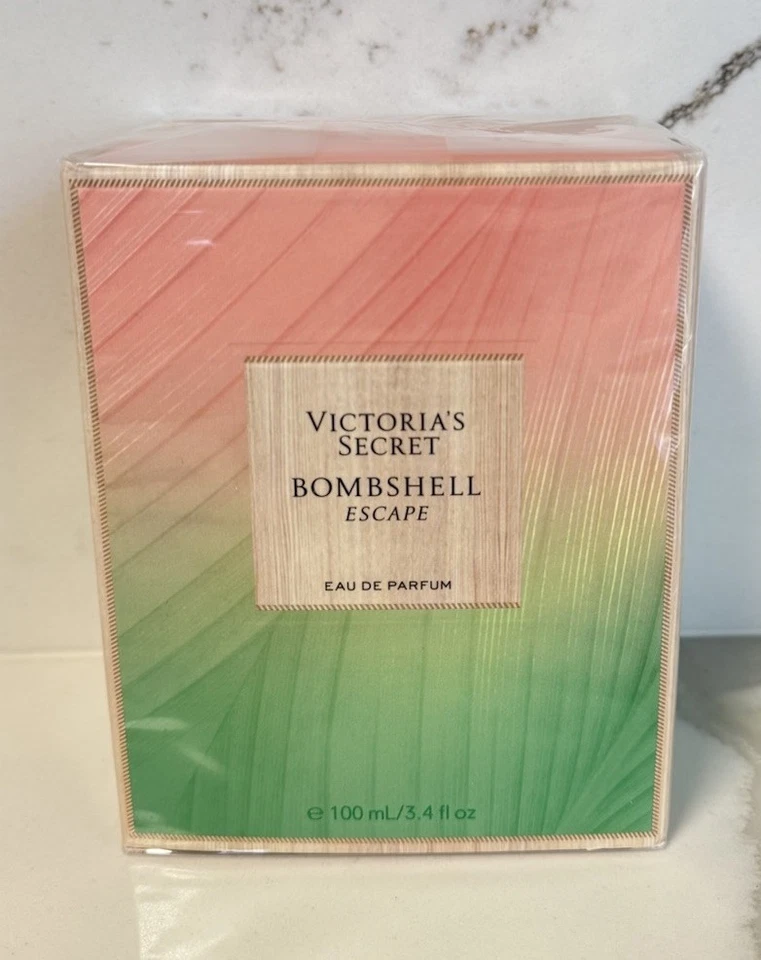 VICTORIA'S
SECRET
BOMBSHELL
ESCAPE
EAU DE PARFUM
℮ 100 mL/3.4 fl oz